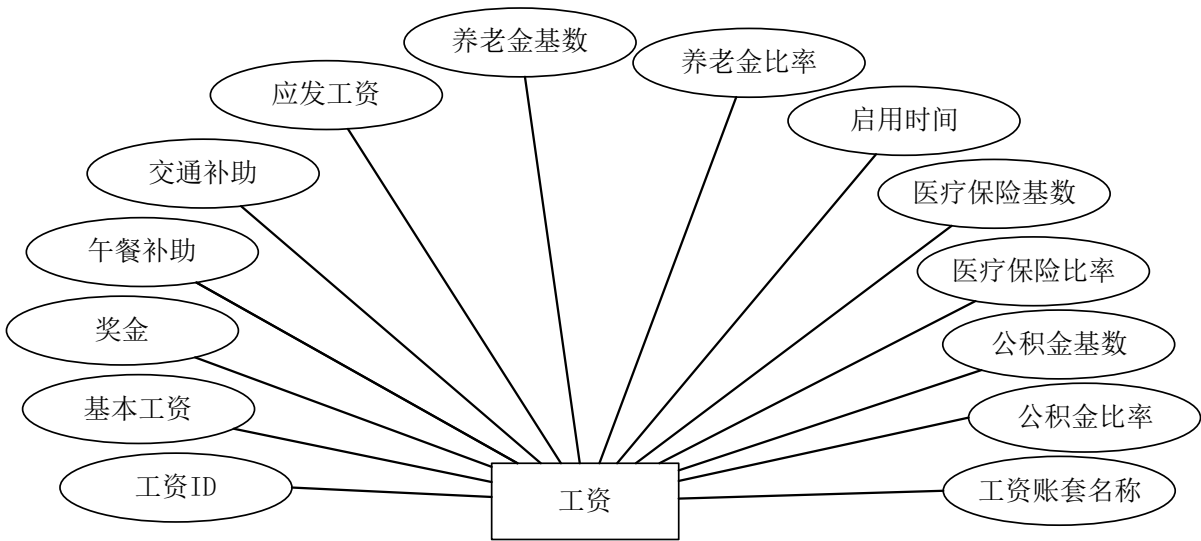 养老金基数
养老金比率
应发工资
启用时间
交通补助
医疗保险基数
午餐补助
医疗保险比率
奖金
公积金基数
基本工资
公积金比率
工资ID
工资
工资账套名称